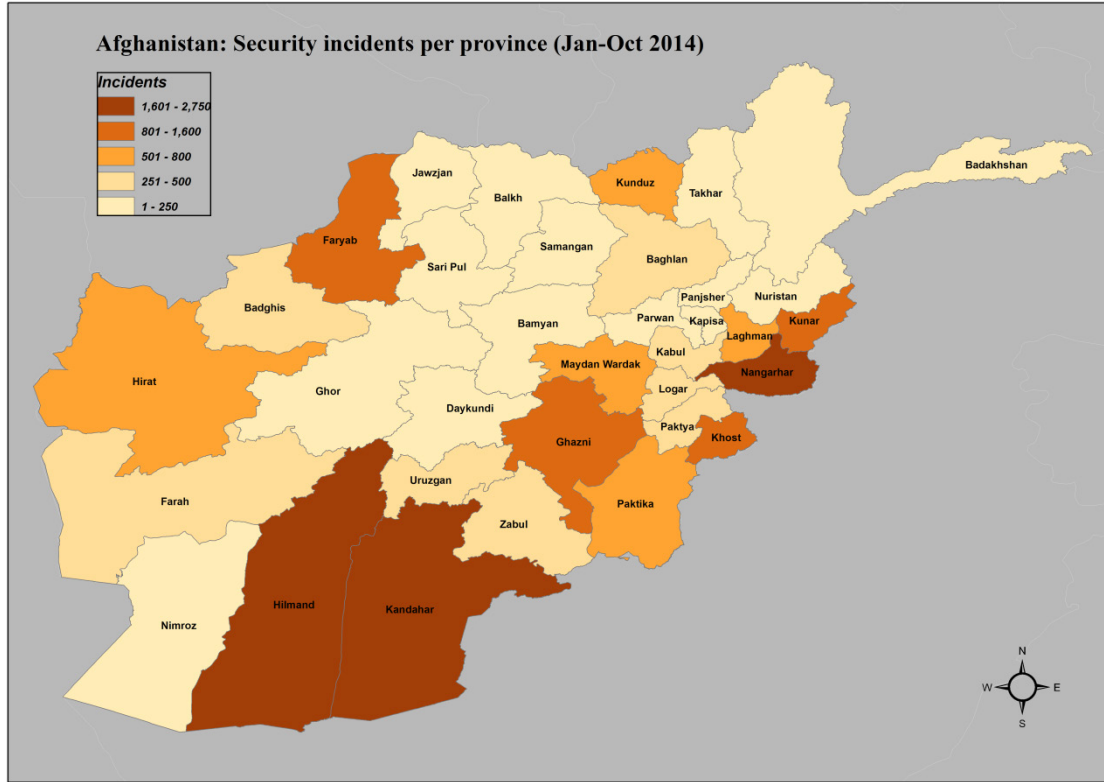 Afghanistan: Security incidents per province (Jan-Oct 2014)
Incidents
1,601 - 2,750
801 - 1,600
501 - 800
251 - 500
1 - 250
Badakhshan
Jawzjan
Kunduz
Takhar
Balkh
Faryab
Samangan
Baghlan
Sari Pul
Panjsher
Nuristan
Badghis
Parwan
Kapisa
Kunar
Bamyan
Laghman
Kabul
Maydan Wardak
Nangarhar
Hirat
Ghor
Logar
Daykundi
Paktya
Khost
Ghazni
Uruzgan
Farah
Paktika
Zabul
Hilmand
Kandahar
Nimroz
N
W
E
S